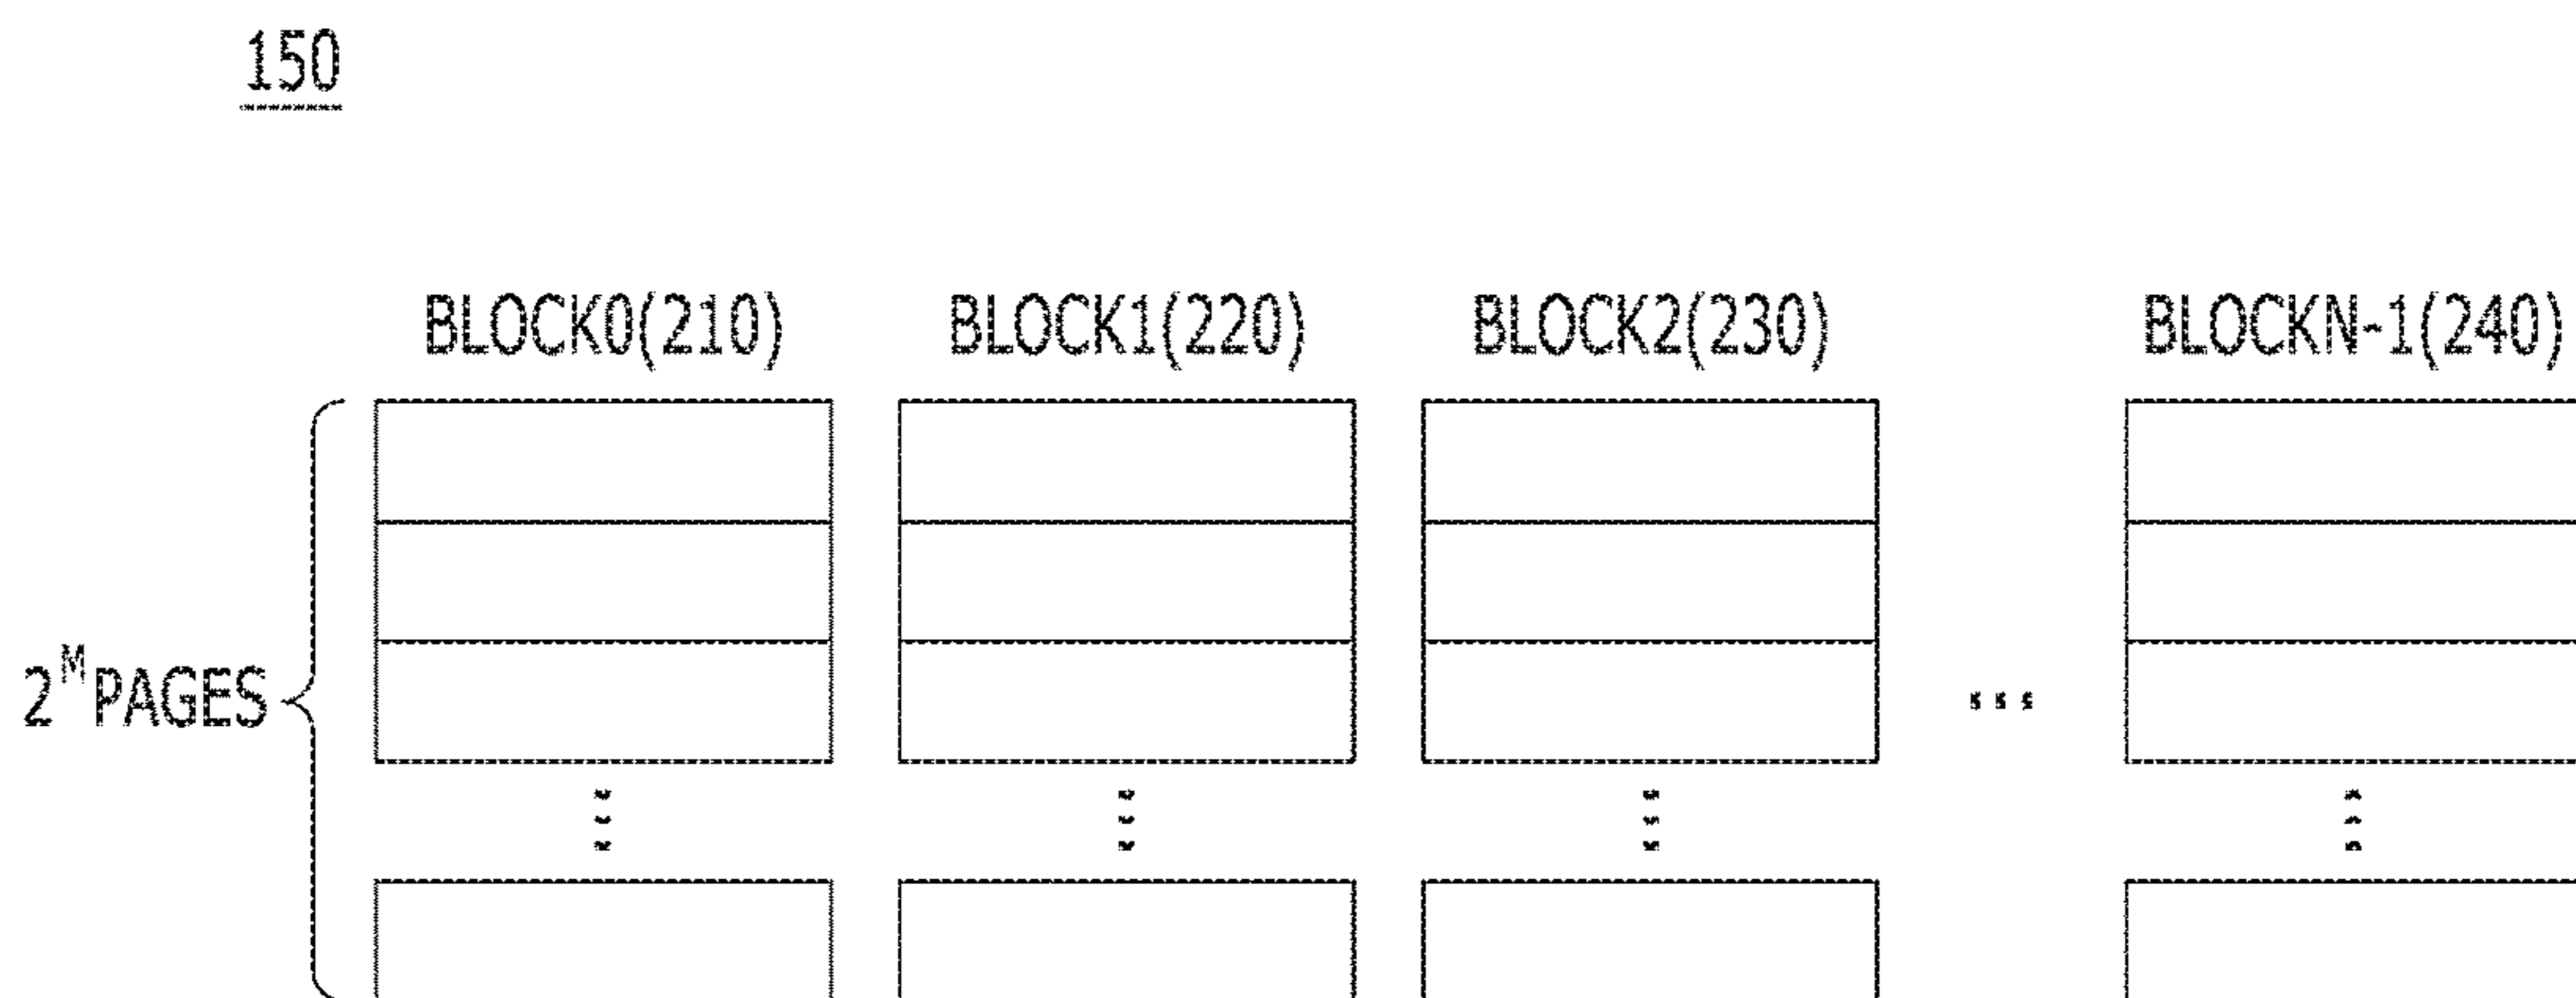 150
BLOCK0(210) BLOCK1(220) BLOCK2(230) BLOCKN-1(240)
2^M PAGES
...